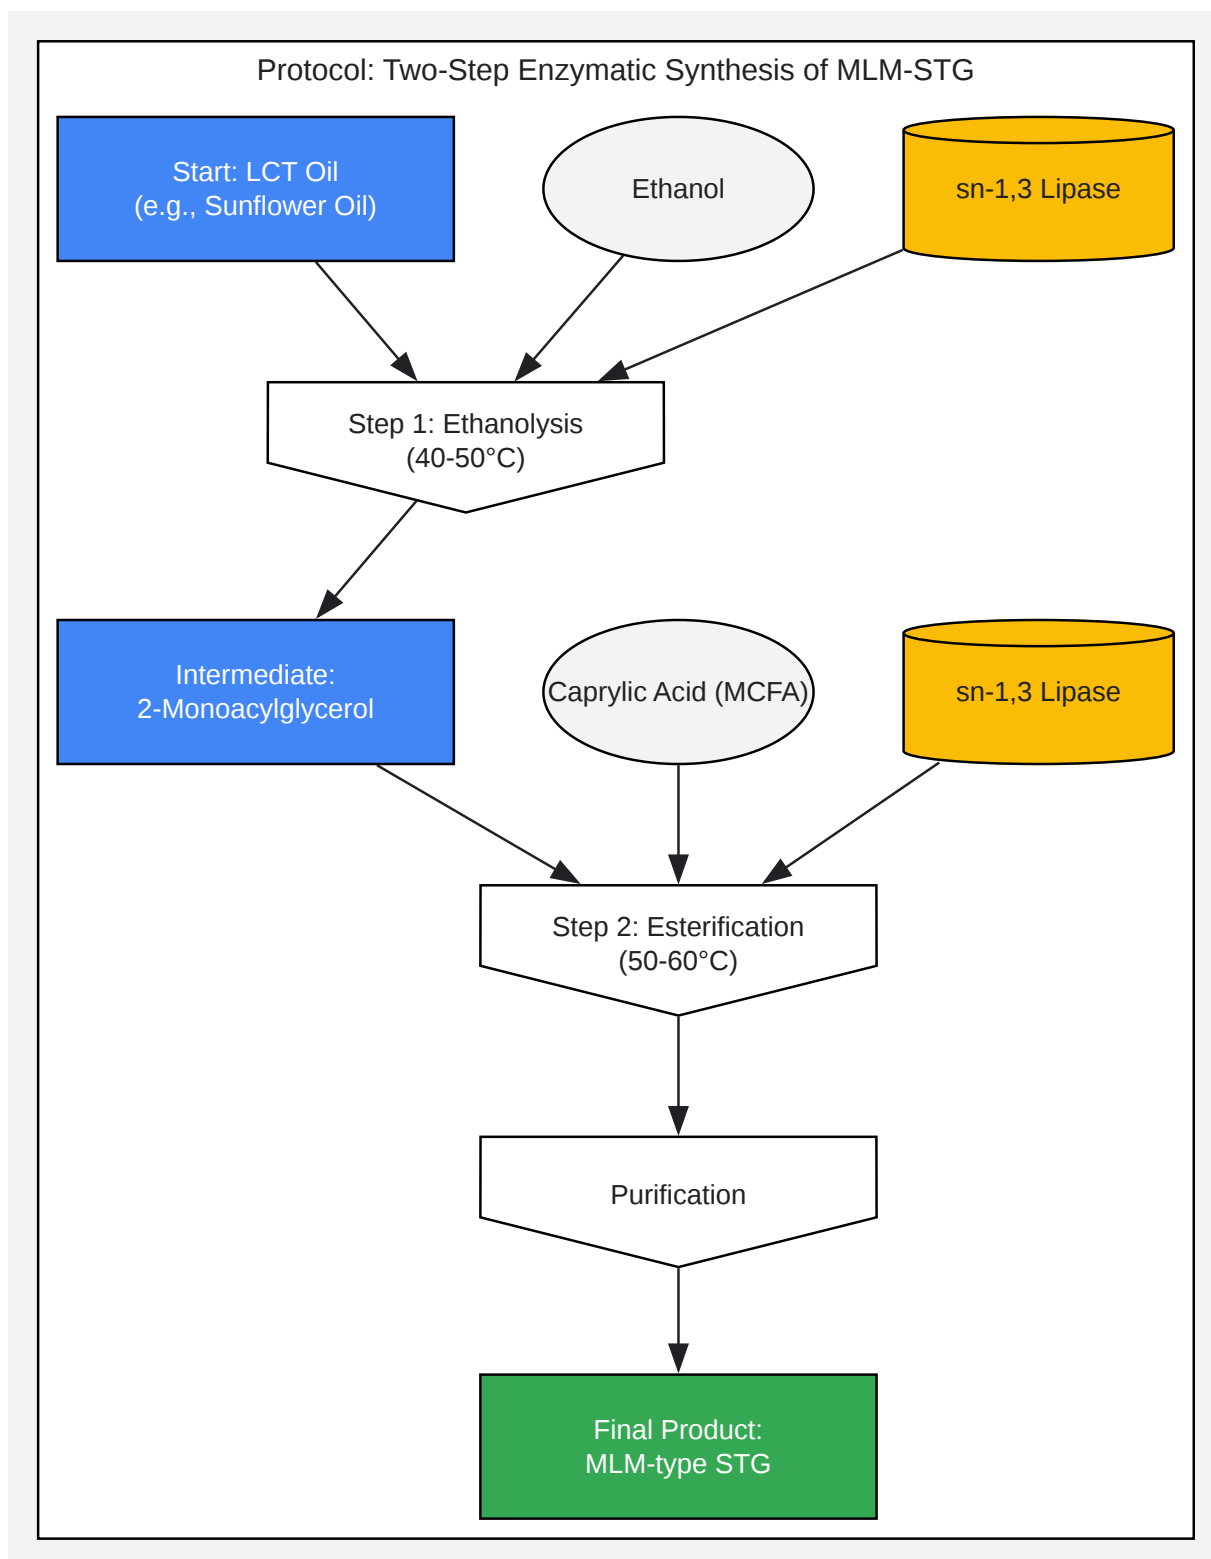 Protocol: Two-Step Enzymatic Synthesis of MLM-STG
Start: LCT Oil
(e.g., Sunflower Oil)
Ethanol
sn-1,3 Lipase
Step 1: Ethanolysis
(40-50°C)
Intermediate:
2-Monoacylglycerol
Caprylic Acid (MCFA)
sn-1,3 Lipase
Step 2: Esterification
(50-60°C)
Purification
Final Product:
MLM-type STG